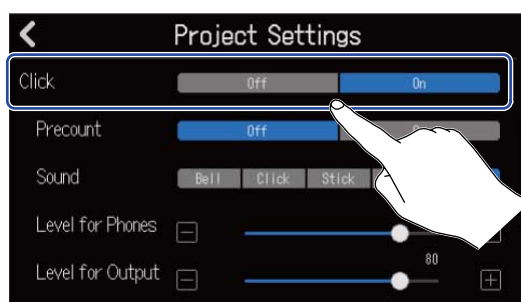 Project Settings
Click Off On
Precount Off
Sound Bell Click Stick
Level for Phones
80
Level for Output